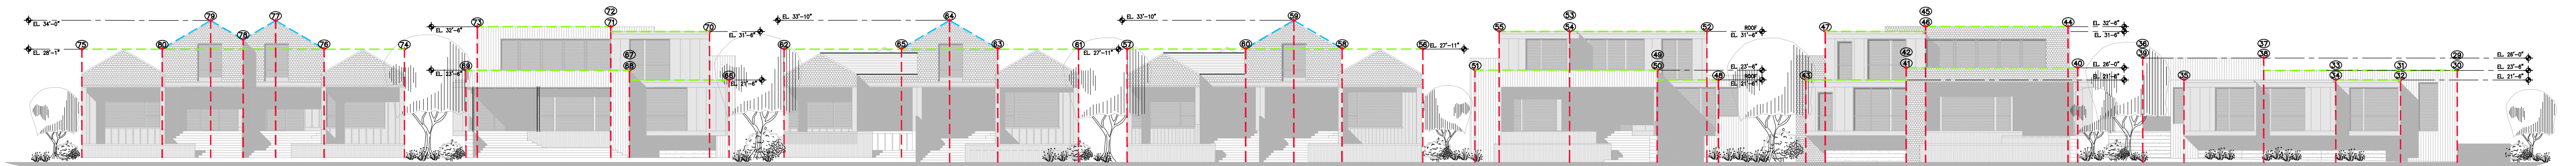 79 77 72 64 59 53 45
EL. 34'-0"
EL. 33'-10"
EL. 33'-10"
73 71 70 55 54 52 47 46 44
EL. 32'-6"
EL. 31'-6"
ROOF
EL. 31'-6"
EL. 32'-6"
EL. 31'-6"
78
75 80 76 74 62 65 63 61 57 60 58 56
EL. 28'-1"
EL. 27'-11"
EL. 27'-11"
67 49 42 36 37 29
69 68 51 50 41 40 39 38 33 31 30
EL. 23'-6"
EL. 23'-6"
EL. 26'-0"
EL. 26'-0"
EL. 23'-6"
66 48 43 35 34 32
EL. 21'-6"
ROOF
EL. 21'-6"
EL. 21'-6"
EL. 21'-6"